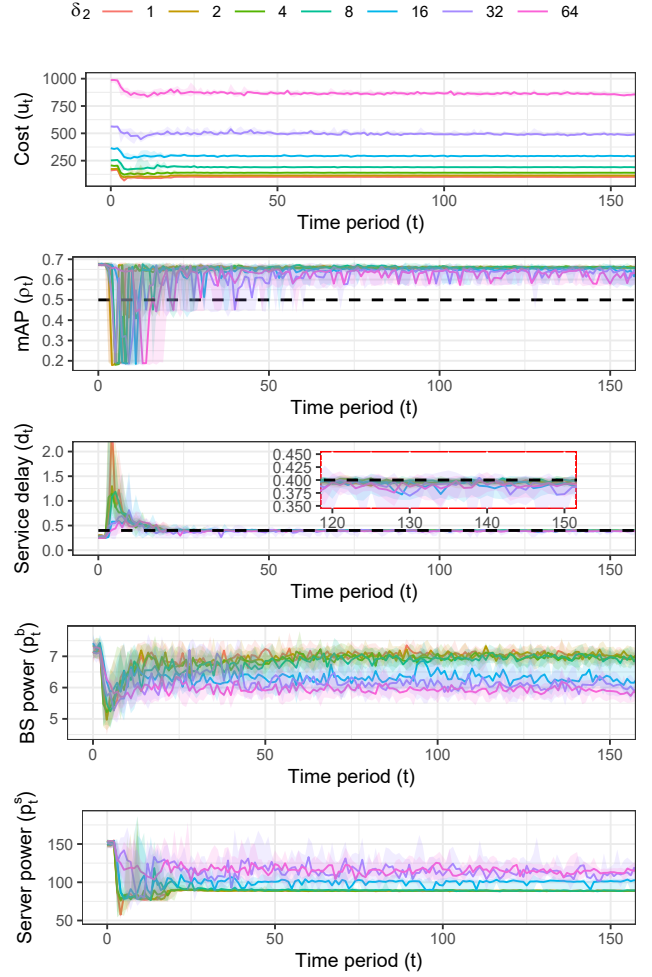 δ2 1 2 4 8 16 32 64
1000
750
500
250
Cost (ut)
0 50 100 150
Time period (t)
0.7
0.6
0.5
0.4
0.3
0.2
mAP (ρt)
0 50 100 150
Time period (t)
2.0
1.5
1.0
0.5
0.0
Service delay (dt)
0.450
0.425
0.400
0.375
0.350
120 130 140 150
0 50 100 150
Time period (t)
7
6
5
BS power (p_t^b)
0 50 100 150
Time period (t)
150
100
50
Server power (p_t^s)
0 50 100 150
Time period (t)